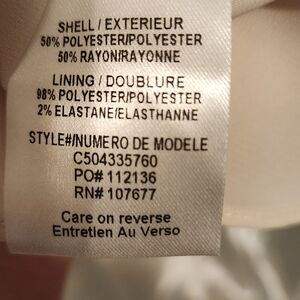 SHELL / EXTERIEUR
50% POLYESTER/POLYESTER
50% RAYON/RAYONNE
LINING / DOUBLURE
98% POLYESTER/POLYESTER
2% ELASTANE/ELASTHANNE
STYLE#/NUMERO DE MODELE
C504335760
PO# 112136
RN# 107677
Care on reverse
Entretien Au Verso